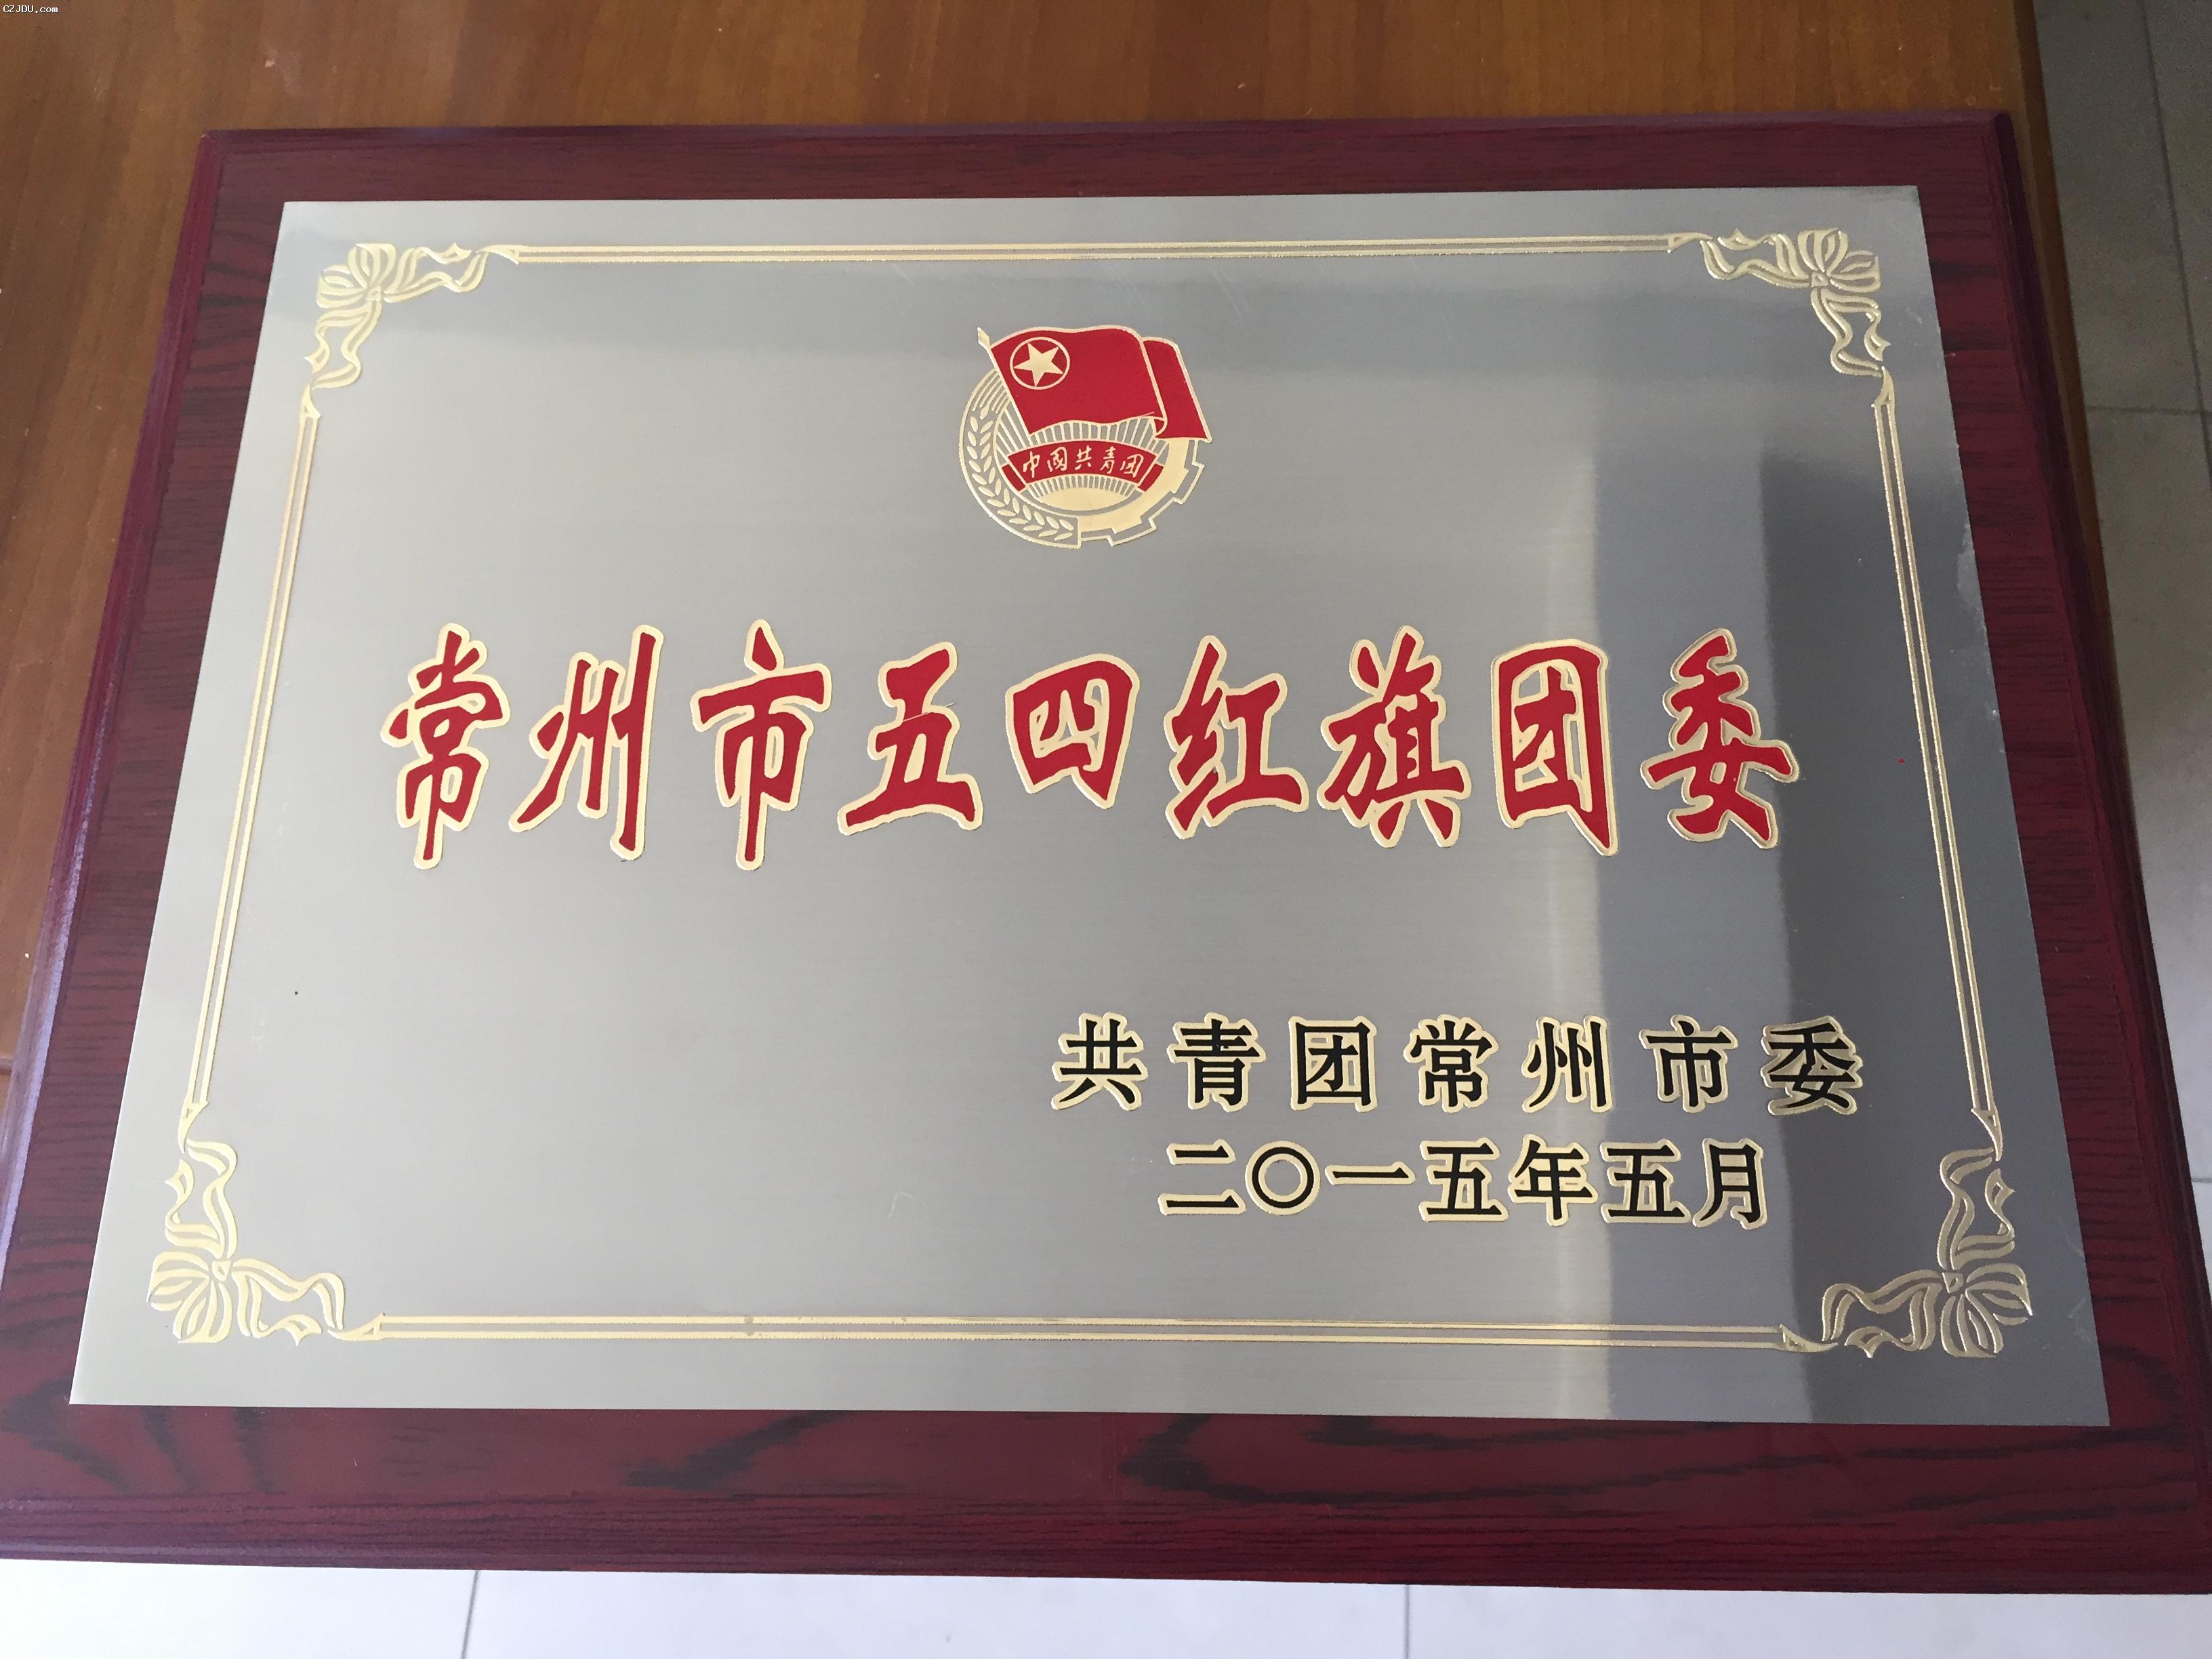 CZJDU.com
中國共青团
常州市五四红旗团委
共青团常州市委
二〇一五年五月